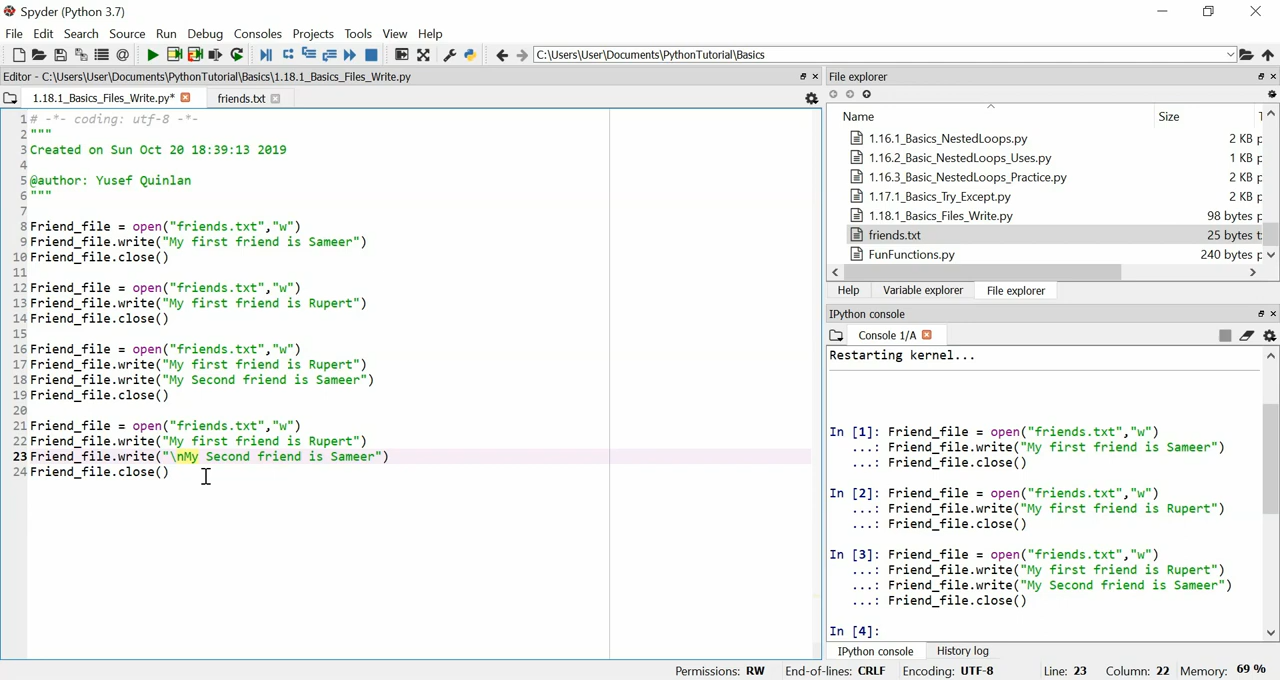 Spyder (Python 3.7)
File Edit Search Source Run Debug Consoles Projects Tools View Help
C:\Users\User\Documents\PythonTutorial\Basics
Editor - C:\Users\User\Documents\PythonTutorial\Basics\1.18.1_Basics_Files_Write.py
1.18.1_Basics_Files_Write.py* friends.txt
1 # -*- coding: utf-8 -*-
2 """
3 Created on Sun Oct 20 18:39:13 2019
4
5 @author: Yusef Quinlan
6 """
7
8 Friend_file = open("friends.txt","w")
9 Friend_file.write("My first friend is Sameer")
10 Friend_file.close()
11
12 Friend_file = open("friends.txt","w")
13 Friend_file.write("My first friend is Rupert")
14 Friend_file.close()
15
16 Friend_file = open("friends.txt","w")
17 Friend_file.write("My first friend is Rupert")
18 Friend_file.write("My Second friend is Sameer")
19 Friend_file.close()
20
21 Friend_file = open("friends.txt","w")
22 Friend_file.write("My first friend is Rupert")
23 Friend_file.write("\nMy Second friend is Sameer")
24 Friend_file.close()
File explorer
Name Size
1.16.1_Basics_NestedLoops.py 2 KB
1.16.2_Basic_NestedLoops_Uses.py 1 KB
1.16.3_Basic_NestedLoops_Practice.py 2 KB
1.17.1_Basics_Try_Except.py 2 KB
1.18.1_Basics_Files_Write.py 98 bytes
friends.txt 25 bytes
FunFunctions.py 240 bytes
Help Variable explorer File explorer
IPython console
Console 1/A
Restarting kernel...
In [1]: Friend_file = open("friends.txt","w")
...: Friend_file.write("My first friend is Sameer")
...: Friend_file.close()
In [2]: Friend_file = open("friends.txt","w")
...: Friend_file.write("My first friend is Rupert")
...: Friend_file.close()
In [3]: Friend_file = open("friends.txt","w")
...: Friend_file.write("My first friend is Rupert")
...: Friend_file.write("My Second friend is Sameer")
...: Friend_file.close()
In [4]:
IPython console History log
Permissions: RW End-of-lines: CRLF Encoding: UTF-8 Line: 23 Column: 22 Memory: 69 %